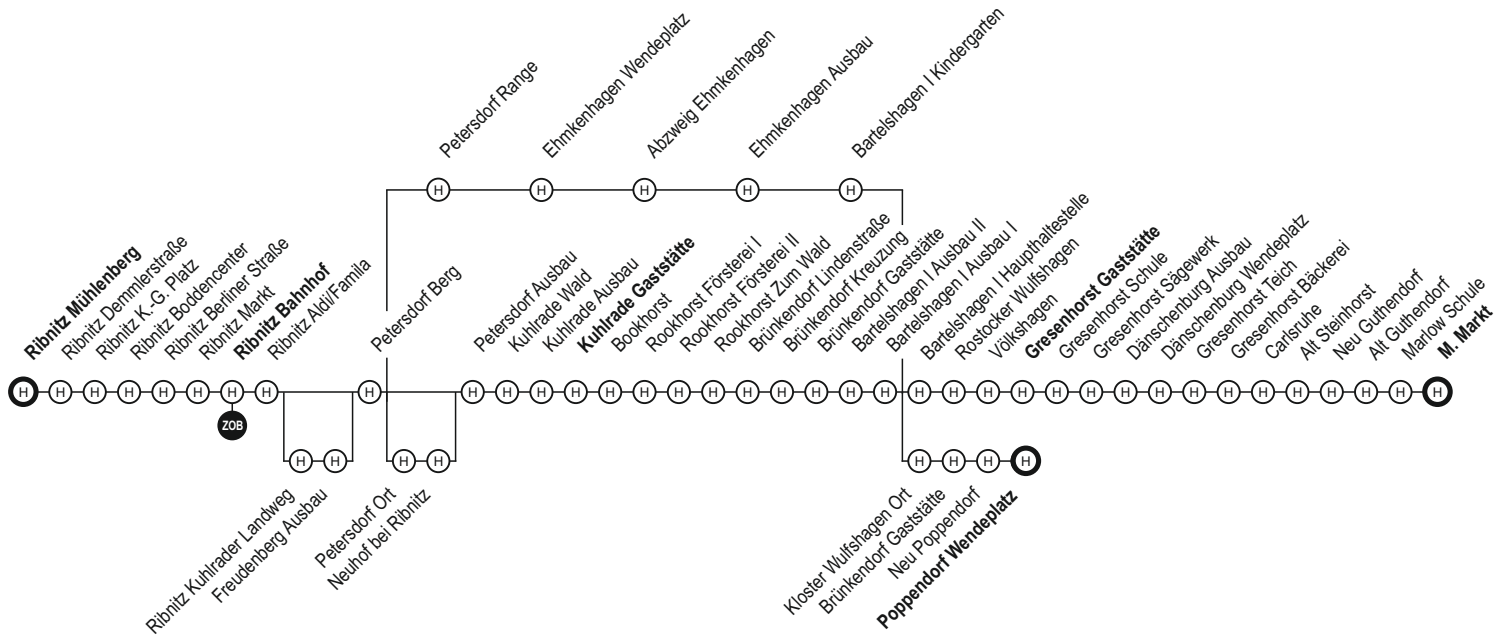 Petersdorf Range
Ehmkenhagen Wendeplatz
Abzweig Ehmkenhagen
Ehmkenhagen Ausbau
Bartelshagen I Kindergarten
H H H H H
Ribnitz Mühlenberg
Ribnitz Demmlerstraße
Ribnitz K.-G. Platz
Ribnitz Boddencenter
Ribnitz Berliner Straße
Ribnitz Markt
Ribnitz Bahnhof
Ribnitz Aldi/Famila
Petersdorf Berg
Petersdorf Ausbau
Kuhlrade Wald
Kuhlrade Ausbau
Kuhlrade Gaststätte
Bookhorst
Rookhorst Försterei I
Rookhorst Försterei II
Rookhorst Zum Wald
Brünkendorf Lindenstraße
Brünkendorf Kreuzung
Brünkendorf Gaststätte
Bartelshagen I Ausbau II
Bartelshagen I Ausbau I
Bartelshagen I Haupthaltestelle
Rostocker Wulfshagen
Völkshagen
Gresenhorst Gaststätte
Gresenhorst Schule
Gresenhorst Sägewerk
Dänschenburg Ausbau
Dänschenburg Wendeplatz
Gresenhorst Teich
Gresenhorst Bäckerei
Carlsruhe
Alt Steinhorst
Neu Guthendorf
Alt Guthendorf
Marlow Schule
M. Markt
H H H H H H H H H H H H H H H H H H H H H H H H H H H H H H H H H H H H H H
ZOB
H H H H H H H H
Ribnitz Kuhlrader Landweg
Freudenberg Ausbau
Petersdorf Ort
Neuhof bei Ribnitz
Kloster Wulfshagen Ort
Brünkendorf Gaststätte
Neu Poppendorf
Poppendorf Wendeplatz